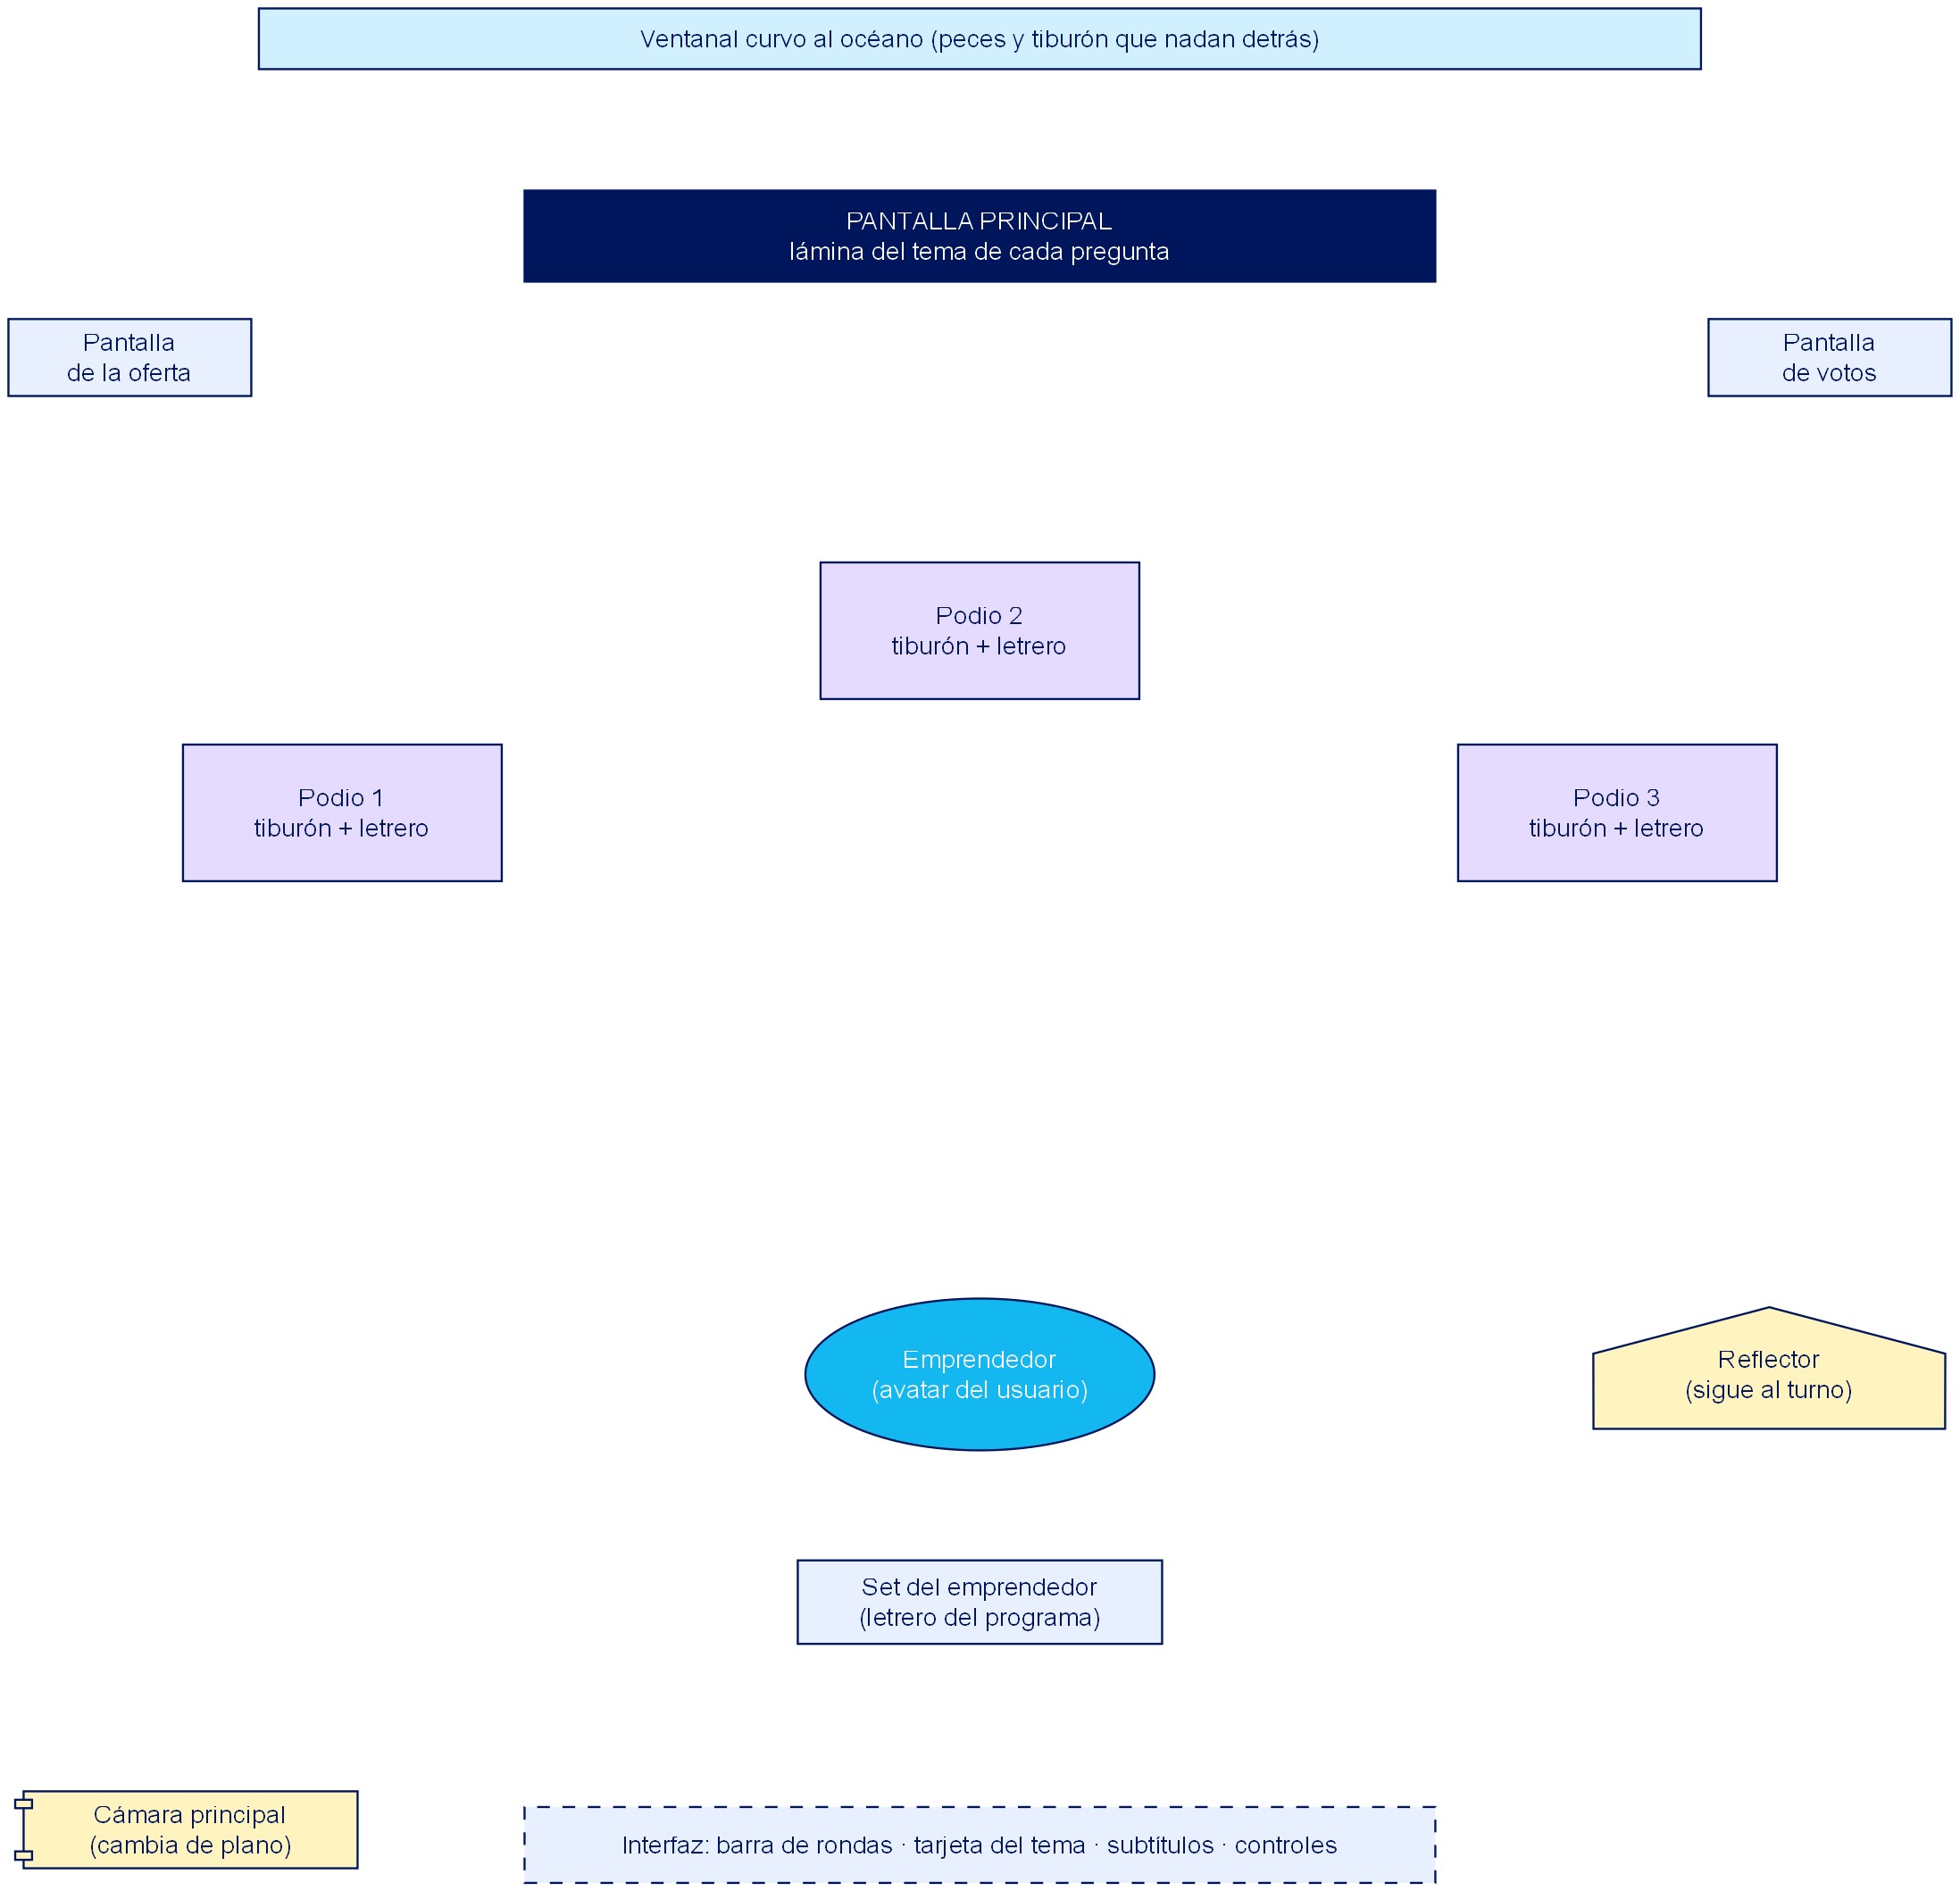 Ventanal curvo al océano (peces y tiburón que nadan detrás)
PANTALLA PRINCIPAL
lámina del tema de cada pregunta
Pantalla
de la oferta
Pantalla
de votos
Podio 2
tiburón + letrero
Podio 1
tiburón + letrero
Podio 3
tiburón + letrero
Emprendedor
(avatar del usuario)
Reflector
(sigue al turno)
Set del emprendedor
(letrero del programa)
Cámara principal
(cambia de plano)
Interfaz: barra de rondas · tarjeta del tema · subtítulos · controles